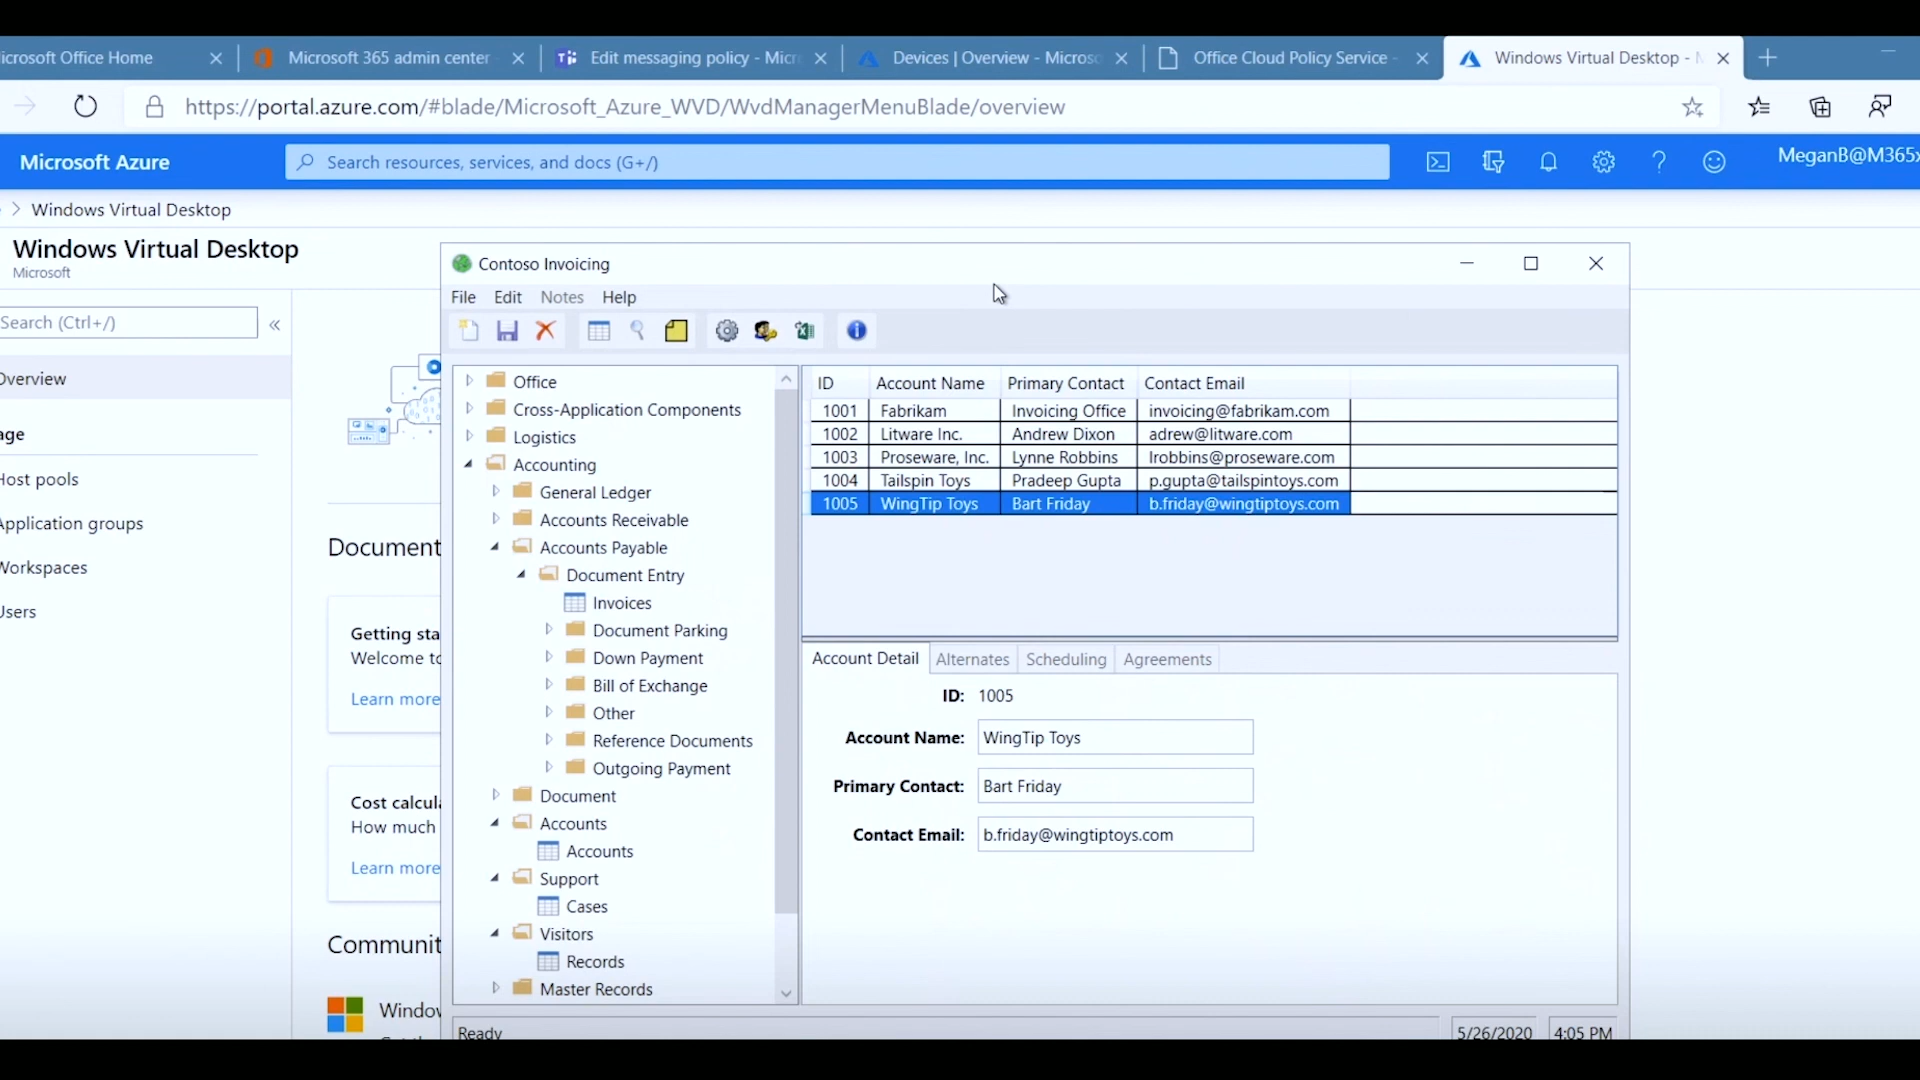 icrosoft Office Home
Microsoft 365 admin center -
Edit messaging policy - Micr
Devices | Overview - Microso
Office Cloud Policy Service -
Windows Virtual Desktop - M
https://portal.azure.com/#blade/Microsoft_Azure_WVD/WvdManagerMenuBlade/overview
Microsoft Azure
Search resources, services, and docs (G+/)
MeganB@M365x
Windows Virtual Desktop
Windows Virtual Desktop
Microsoft
Search (Ctrl+/)
Overview
age
Host pools
Application groups
Workspaces
Users
Document
Getting sta
Welcome to
Learn more
Cost calcula
How much
Learn more
Communit
Window
Contoso Invoicing
File Edit Notes Help
Office
Cross-Application Components
Logistics
Accounting
General Ledger
Accounts Receivable
Accounts Payable
Document Entry
Invoices
Document Parking
Down Payment
Bill of Exchange
Other
Reference Documents
Outgoing Payment
Document
Accounts
Accounts
Support
Cases
Visitors
Records
Master Records
ID Account Name Primary Contact Contact Email
1001 Fabrikam Invoicing Office invoicing@fabrikam.com
1002 Litware Inc. Andrew Dixon adrew@litware.com
1003 Proseware, Inc. Lynne Robbins lrobbins@proseware.com
1004 Tailspin Toys Pradeep Gupta p.gupta@tailspintoys.com
1005 WingTip Toys Bart Friday b.friday@wingtiptoys.com
Account Detail Alternates Scheduling Agreements
ID: 1005
Account Name: WingTip Toys
Primary Contact: Bart Friday
Contact Email: b.friday@wingtiptoys.com
Ready
5/26/2020 4:05 PM